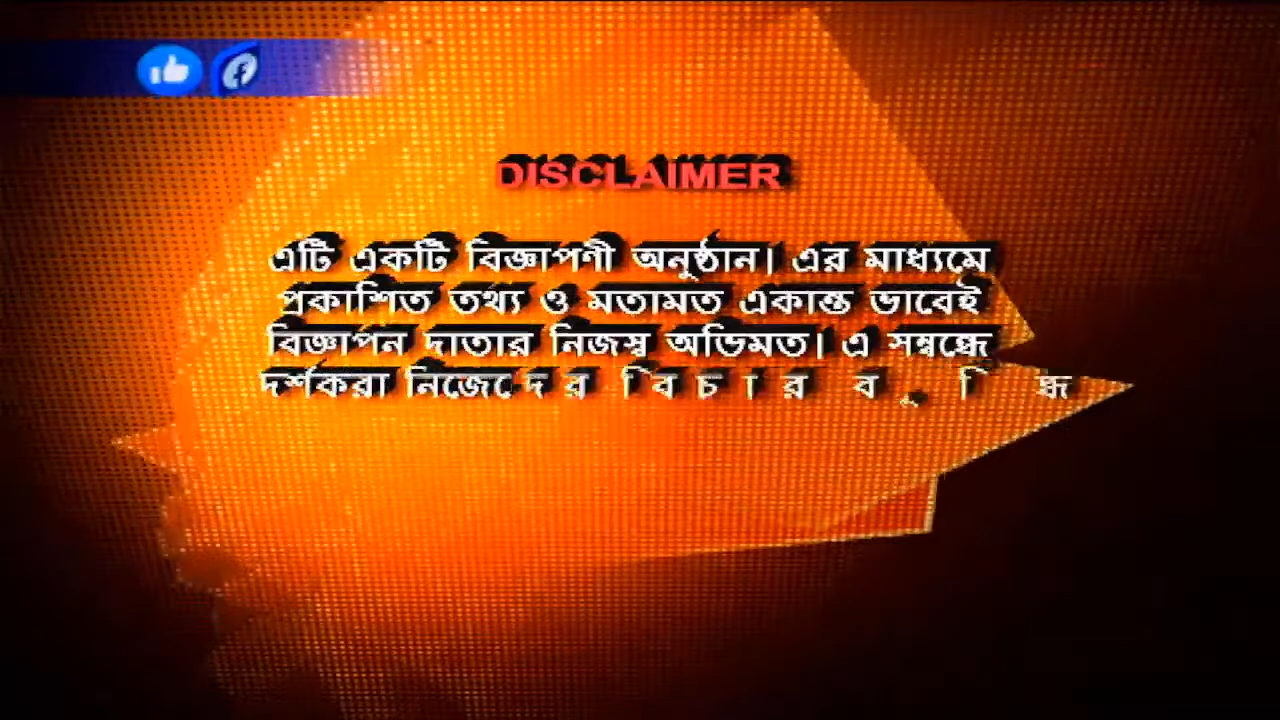 DISCLAIMER
এটি একটি বিজ্ঞাপণী অনুষ্ঠান। এর মাধ্যমে
প্রকাশিত তথ্য ও মতামত একান্ত ভাবেই
বিজ্ঞাপন দাতার নিজস্ব অভিমত। এ সম্বন্ধে
দর্শকরা নিজেদের বিচার বুদ্ধি